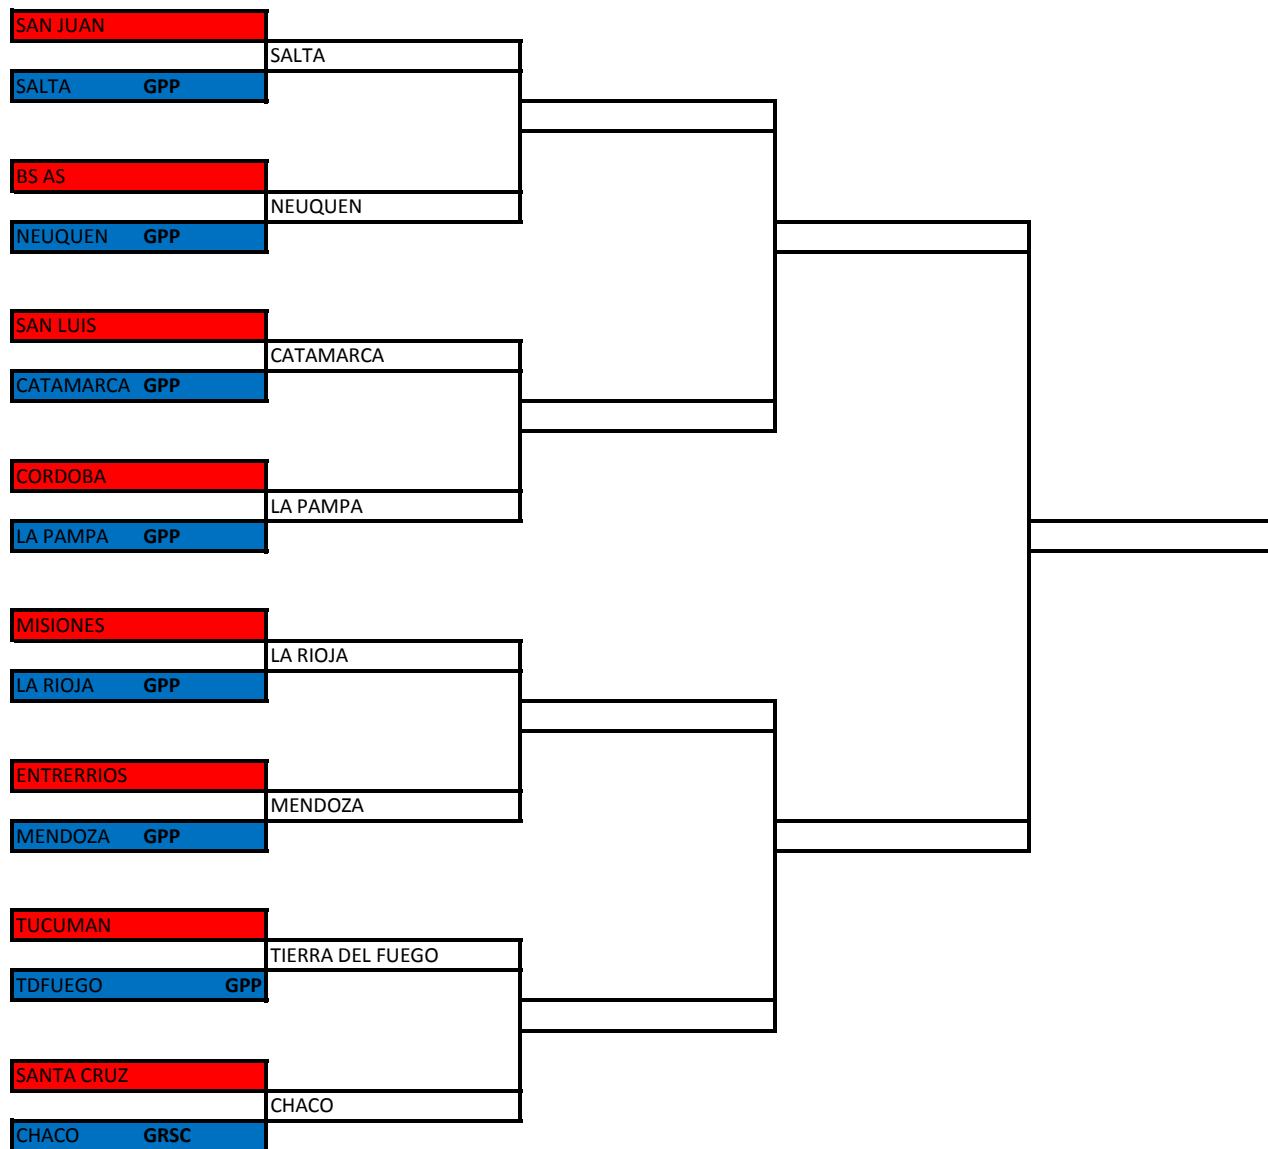 SAN JUAN
SALTA
SALTA GPP
BS AS
NEUQUEN
NEUQUEN GPP
SAN LUIS
CATAMARCA
CATAMARCA GPP
CORDOBA
LA PAMPA
LA PAMPA GPP
MISIONES
LA RIOJA
LA RIOJA GPP
ENTRERRIOS
MENDOZA
MENDOZA GPP
TUCUMAN
TIERRA DEL FUEGO
TDFUEGO GPP
SANTA CRUZ
CHACO
CHACO GRSC